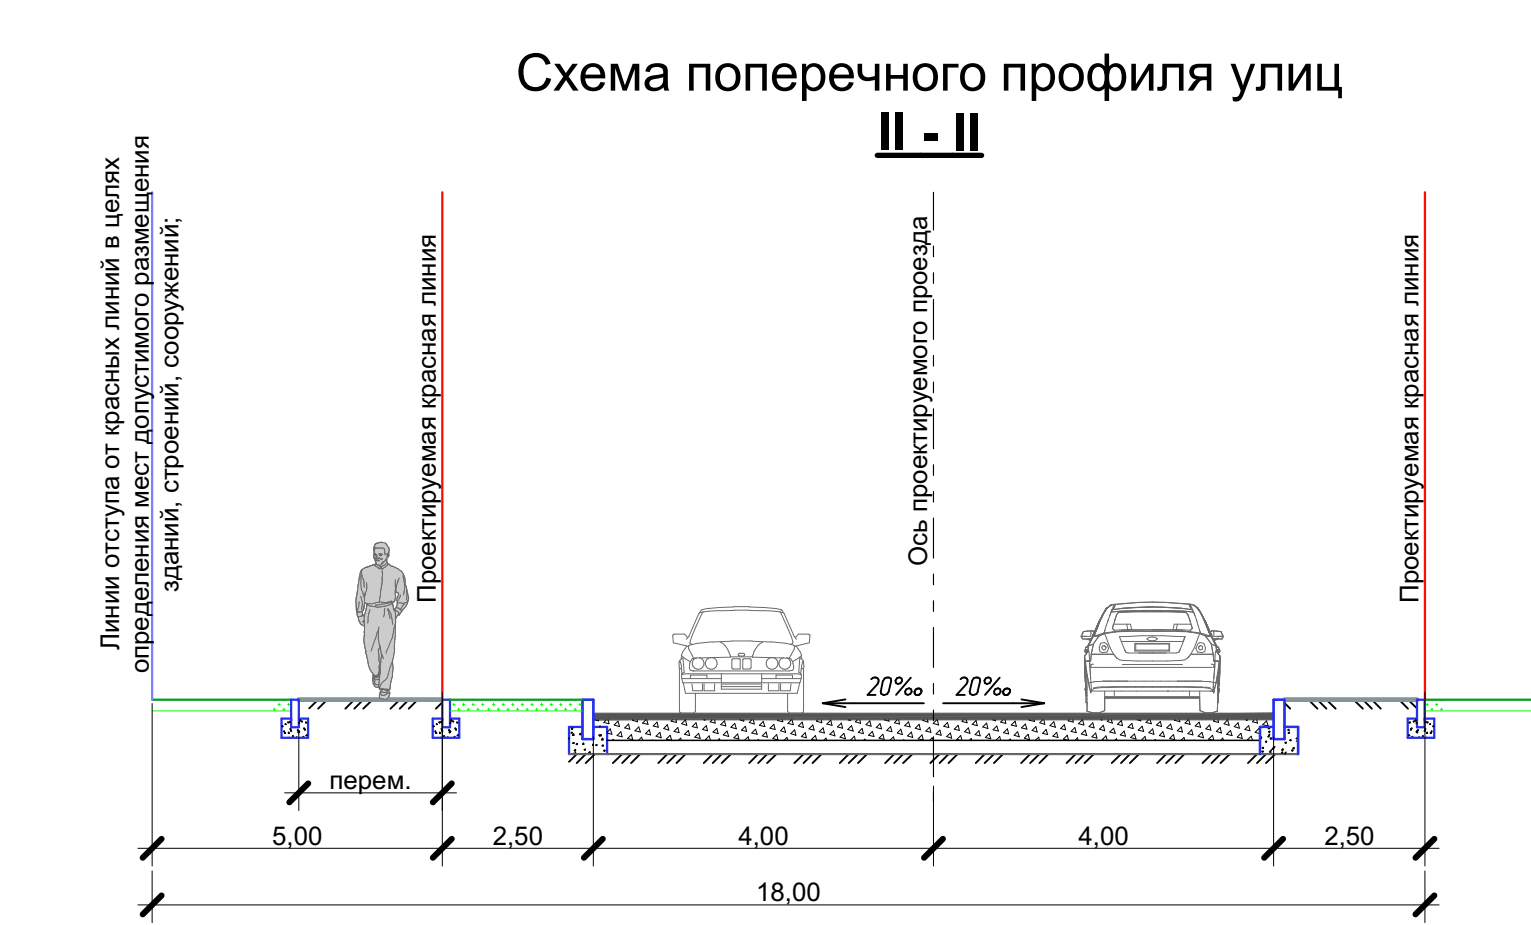 Схема поперечного профиля улиц
II - II
Линии отступа от красных линий в целях
определения мест допустимого размещения
зданий, строений, сооружений;
Проектируемая красная линия
Ось проектируемого проезда
Проектируемая красная линия
20‰
20‰
перем.
5,00
2,50
4,00
4,00
2,50
18,00